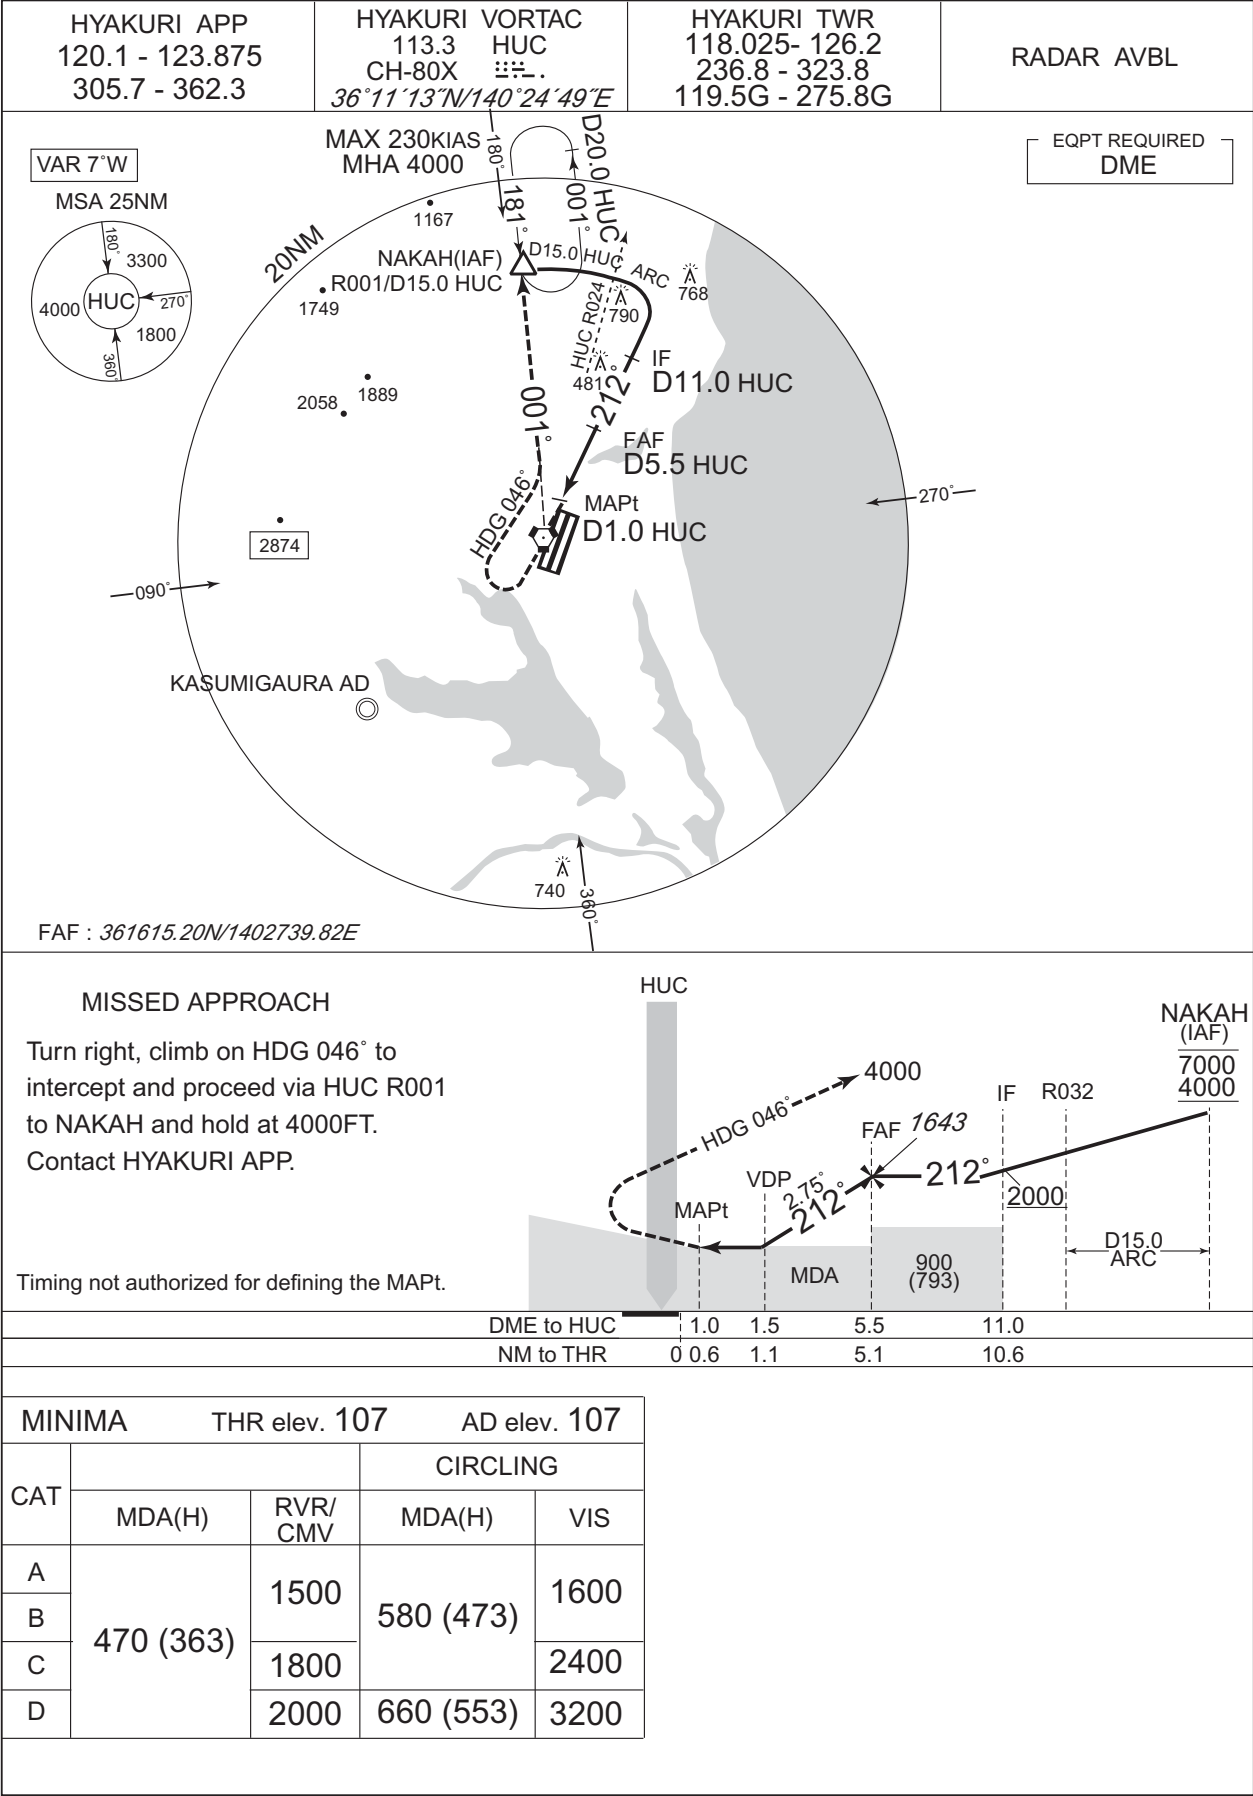 HYAKURI APP
120.1 - 123.875
305.7 - 362.3
HYAKURI VORTAC
113.3 HUC
CH-80X
36°11´13˝N/140°24´49˝E
HYAKURI TWR
118.025- 126.2
236.8 - 323.8
119.5G - 275.8G
RADAR AVBL
VAR 7°W
MSA 25NM
180°
3300
4000
HUC
270°
1800
360°
MAX 230KIAS
MHA 4000
180°
181°
001°
D20.0 HUC
EQPT REQUIRED
DME
20NM
1167
NAKAH(IAF)
R001/D15.0 HUC
D15.0 HUC ARC
768
790
1749
HUC R024
481
IF
D11.0 HUC
212°
001°
1889
2058
FAF
D5.5 HUC
HDG 046°
MAPt
D1.0 HUC
270°
2874
090°
KASUMIGAURA AD
740
360°
FAF : 361615.20N/1402739.82E
MISSED APPROACH
Turn right, climb on HDG 046° to
intercept and proceed via HUC R001
to NAKAH and hold at 4000FT.
Contact HYAKURI APP.
Timing not authorized for defining the MAPt.
HUC
NAKAH
(IAF)
7000
4000
4000
IF R032
HDG 046°
FAF 1643
VDP
2.75°
212°
212°
2000
MAPt
D15.0
ARC
MDA
900
(793)
DME to HUC 1.0 1.5 5.5 11.0
NM to THR 0 0.6 1.1 5.1 10.6
MINIMA THR elev. 107 AD elev. 107
CAT
CIRCLING
MDA(H)
RVR/
CMV
MDA(H)
VIS
A
B
C
D
470 (363)
1500
1800
2000
580 (473)
660 (553)
1600
2400
3200